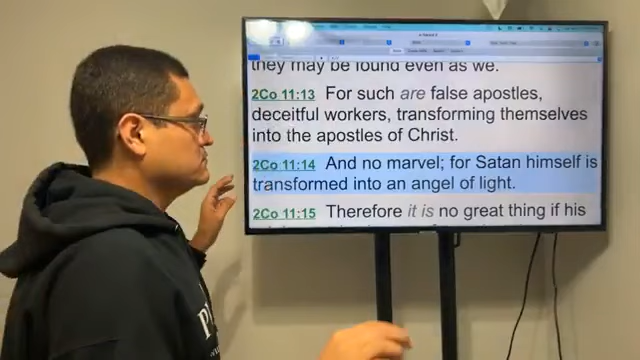 they may be found even as we.
2Co 11:13 For such are false apostles,
deceitful workers, transforming themselves
into the apostles of Christ.
2Co 11:14 And no marvel; for Satan himself is
transformed into an angel of light.
2Co 11:15 Therefore it is no great thing if his